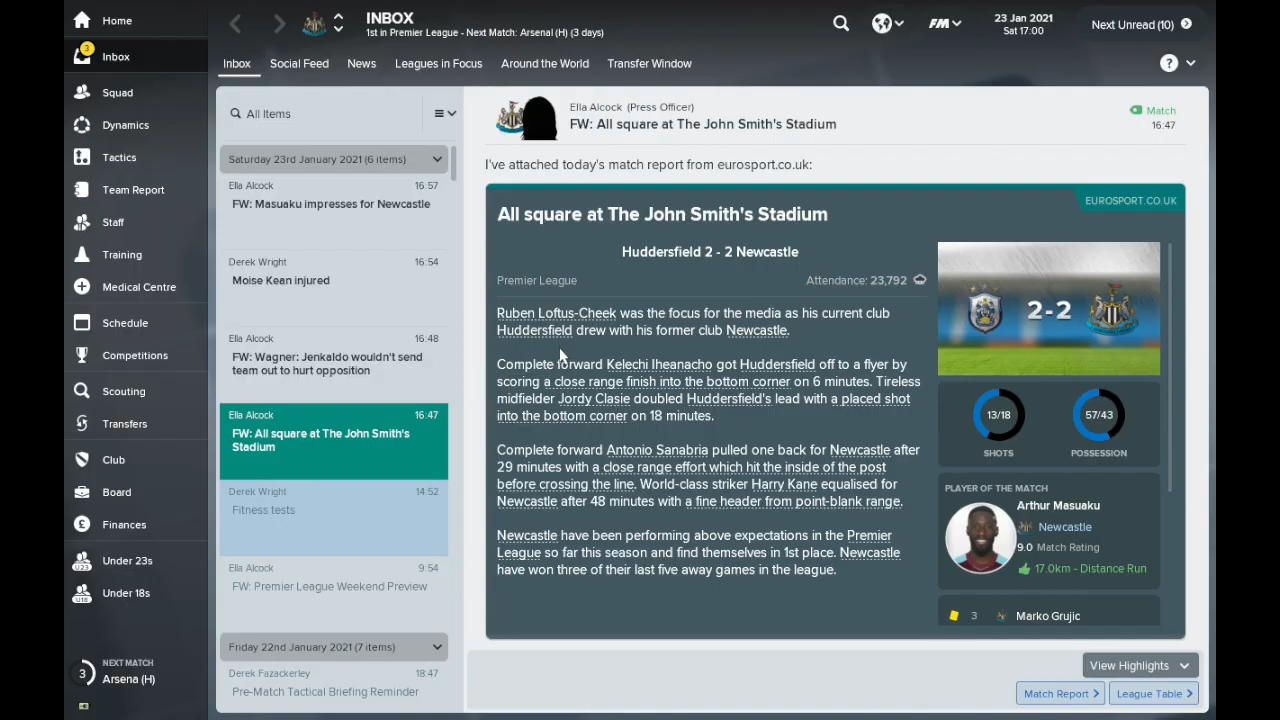 Home
Inbox
3
Squad
Dynamics
Tactics
Team Report
Staff
Training
Medical Centre
Schedule
Competitions
Scouting
Transfers
Club
Board
Finances
Under 23s
U23
Under 18s
U18
3
NEXT MATCH
Arsena (H)
INBOX
1st in Premier League - Next Match: Arsenal (H) (3 days)
FM
23 Jan 2021
Sat 17:00
Next Unread (10)
Inbox
Social Feed
News
Leagues in Focus
Around the World
Transfer Window
?
All Items
Saturday 23rd January 2021 (6 items)
Ella Alcock 16:57
FW: Masuaku impresses for Newcastle
Derek Wright 16:54
Moise Kean injured
Ella Alcock 16:48
FW: Wagner: Jenkaldo wouldn't send
team out to hurt opposition
Ella Alcock 16:47
FW: All square at The John Smith's
Stadium
Derek Wright 14:52
Fitness tests
Ella Alcock 9:54
FW: Premier League Weekend Preview
Friday 22nd January 2021 (7 items)
Derek Fazackerley 18:47
Pre-Match Tactical Briefing Reminder
Ella Alcock (Press Officer)
FW: All square at The John Smith's Stadium
Match
16:47
I've attached today's match report from eurosport.co.uk:
EUROSPORT.CO.UK
All square at The John Smith's Stadium
Huddersfield 2 - 2 Newcastle
Premier League
Attendance: 23,792
Ruben Loftus-Cheek was the focus for the media as his current club
Huddersfield drew with his former club Newcastle.
Complete forward Kelechi Iheanacho got Huddersfield off to a flyer by
scoring a close range finish into the bottom corner on 6 minutes. Tireless
midfielder Jordy Clasie doubled Huddersfield's lead with a placed shot
into the bottom corner on 18 minutes.
Complete forward Antonio Sanabria pulled one back for Newcastle after
29 minutes with a close range effort which hit the inside of the post
before crossing the line. World-class striker Harry Kane equalised for
Newcastle after 48 minutes with a fine header from point-blank range.
Newcastle have been performing above expectations in the Premier
League so far this season and find themselves in 1st place. Newcastle
have won three of their last five away games in the league.
2-2
13/18
SHOTS
57/43
POSSESSION
PLAYER OF THE MATCH
Arthur Masuaku
Newcastle
9.0 Match Rating
17.0km - Distance Run
3 Marko Grujic
View Highlights
Match Report
League Table